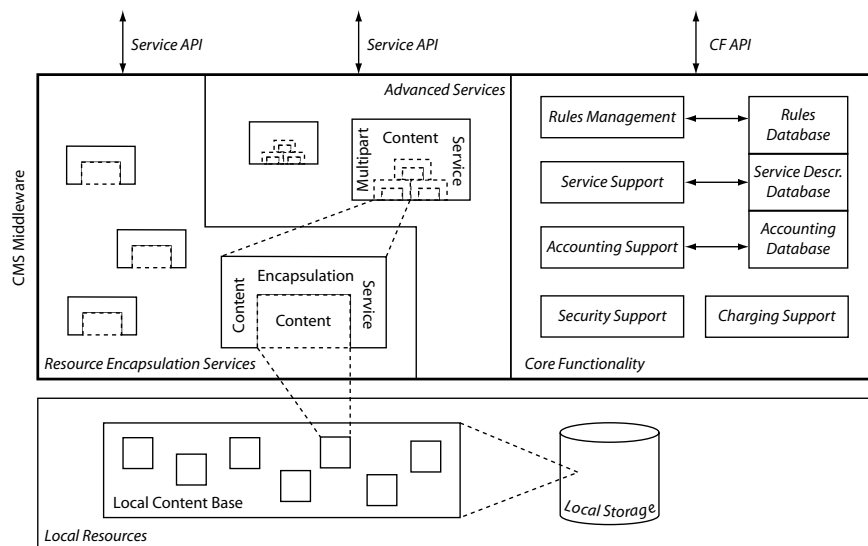 Service API
Service API
CF API
CMS Middleware
Advanced Services
Multipart
Content
Service
Rules Management
Rules
Database
Service Support
Service Descr.
Database
Accounting Support
Accounting
Database
Content
Encapsulation
Service
Content
Security Support
Charging Support
Resource Encapsulation Services
Core Functionality
Local Content Base
Local Storage
Local Resources